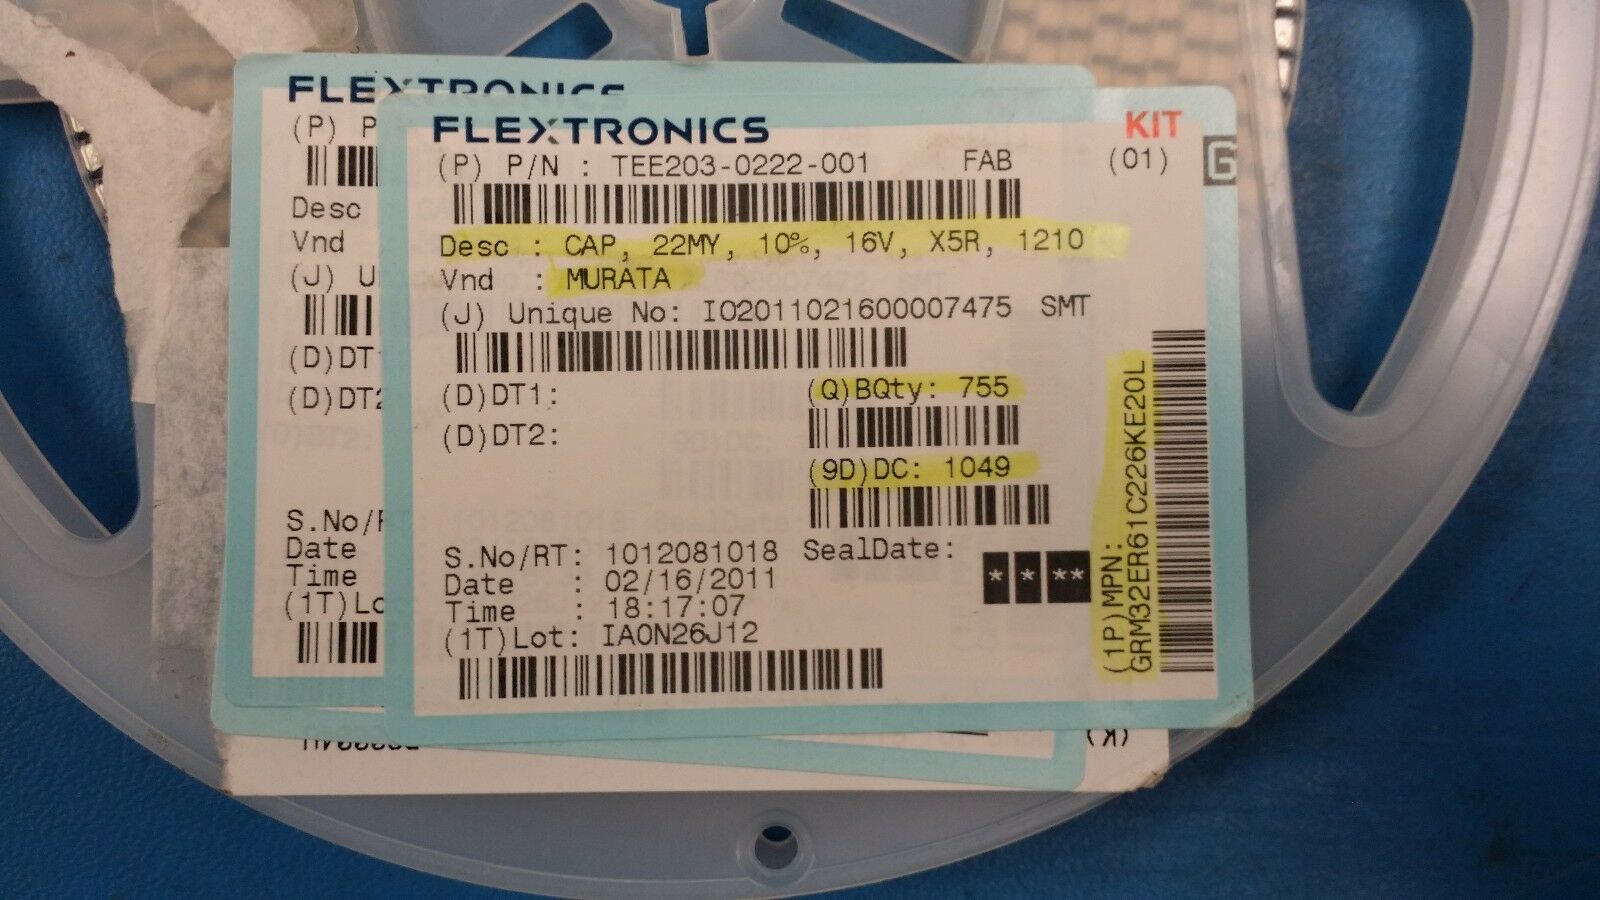 FLEXTRONICS
(P) P
Desc
Vnd
(J) U
(D)DT
(D)DT2
S.No/
Date
Time
(1T)Lo
FLEXTRONICS
KIT
(P) P/N : TEE203-0222-001 FAB (01) G
Desc : CAP, 22MY, 10%, 16V, X5R, 1210
Vnd : MURATA
(J) Unique No: IO2011021600007475 SMT
(D)DT1:
(Q)BQty: 755
(D)DT2:
(9D)DC: 1049
S.No/RT: 1012081018 SealDate:
Date : 02/16/2011
Time : 18:17:07
* * **
(1T)Lot: IA0N26J12
(1P)MPN:
GRM32ER61C226KE20L
(K)